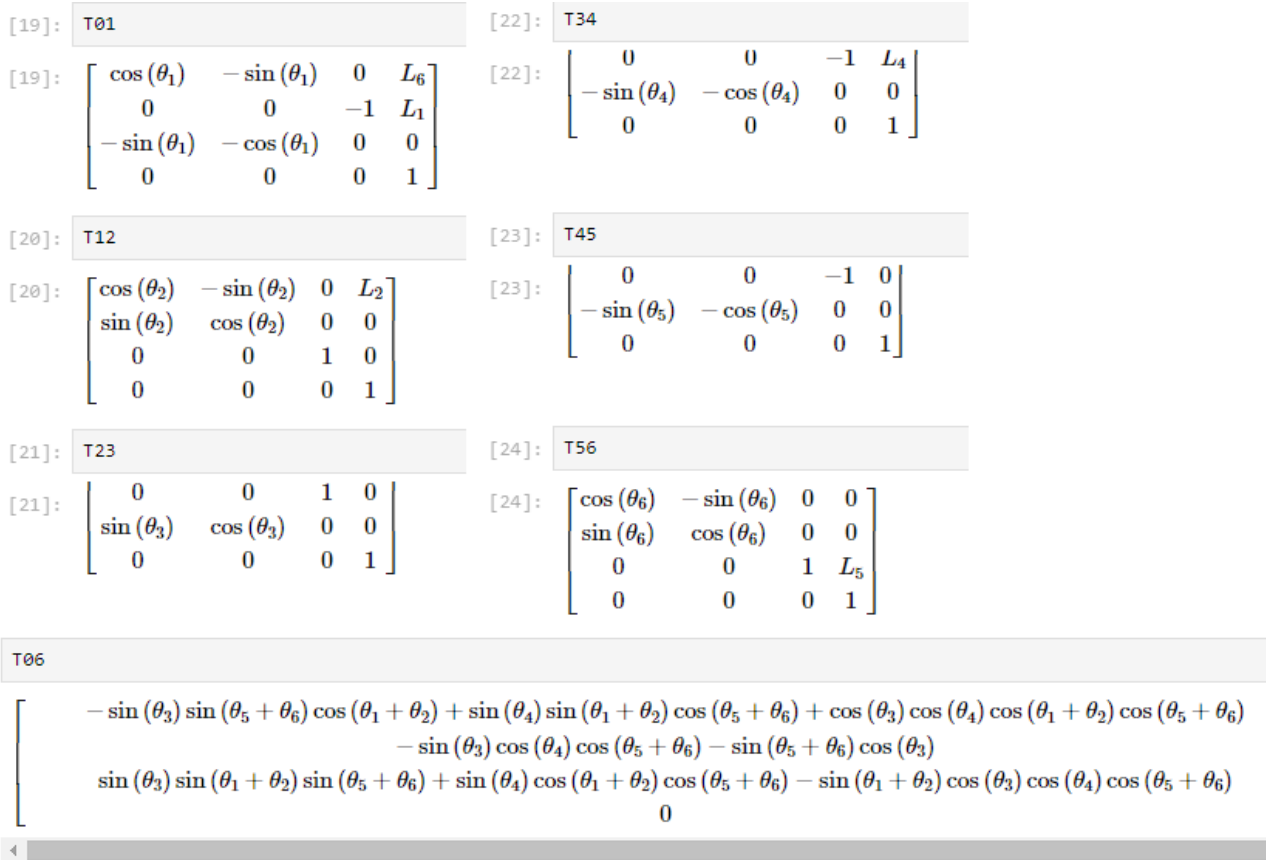 [19]: T01
[19]: cos (θ₁) − sin (θ₁) 0 L₆
0 0 −1 L₁
− sin (θ₁) − cos (θ₁) 0 0
0 0 0 1
[20]: T12
[20]: cos (θ₂) − sin (θ₂) 0 L₂
sin (θ₂) cos (θ₂) 0 0
0 0 1 0
0 0 0 1
[21]: T23
[21]: 0 0 1 0
sin (θ₃) cos (θ₃) 0 0
0 0 0 1
[22]: T34
[22]: 0 0 −1 L₄
− sin (θ₄) − cos (θ₄) 0 0
0 0 0 1
[23]: T45
[23]: 0 0 −1 0
− sin (θ₅) − cos (θ₅) 0 0
0 0 0 1
[24]: T56
[24]: cos (θ₆) − sin (θ₆) 0 0
sin (θ₆) cos (θ₆) 0 0
0 0 1 L₅
0 0 0 1
T06
− sin (θ₃) sin (θ₅ + θ₆) cos (θ₁ + θ₂) + sin (θ₄) sin (θ₁ + θ₂) cos (θ₅ + θ₆) + cos (θ₃) cos (θ₄) cos (θ₁ + θ₂) cos (θ₅ + θ₆)
− sin (θ₃) cos (θ₄) cos (θ₅ + θ₆) − sin (θ₅ + θ₆) cos (θ₃)
sin (θ₃) sin (θ₁ + θ₂) sin (θ₅ + θ₆) + sin (θ₄) cos (θ₁ + θ₂) cos (θ₅ + θ₆) − sin (θ₁ + θ₂) cos (θ₃) cos (θ₄) cos (θ₅ + θ₆)
0